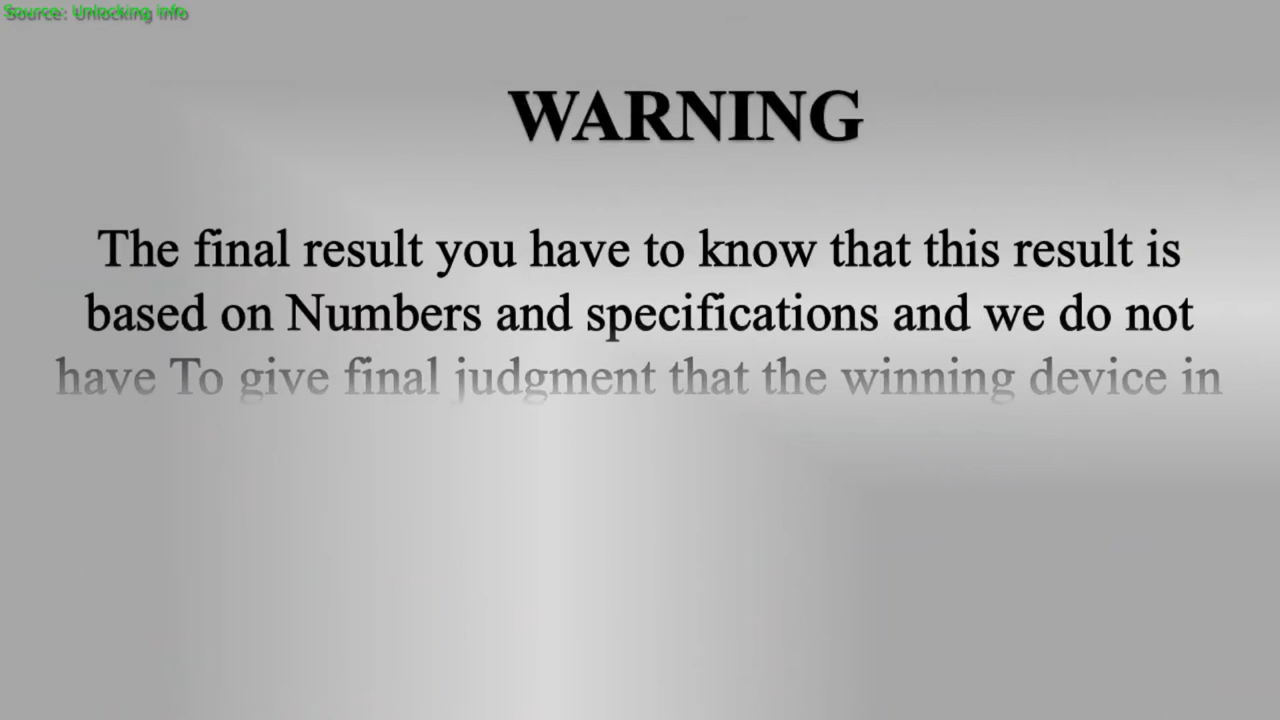 Source: Unlocking info
WARNING
The final result you have to know that this result is
based on Numbers and specifications and we do not
have To give final judgment that the winning device in